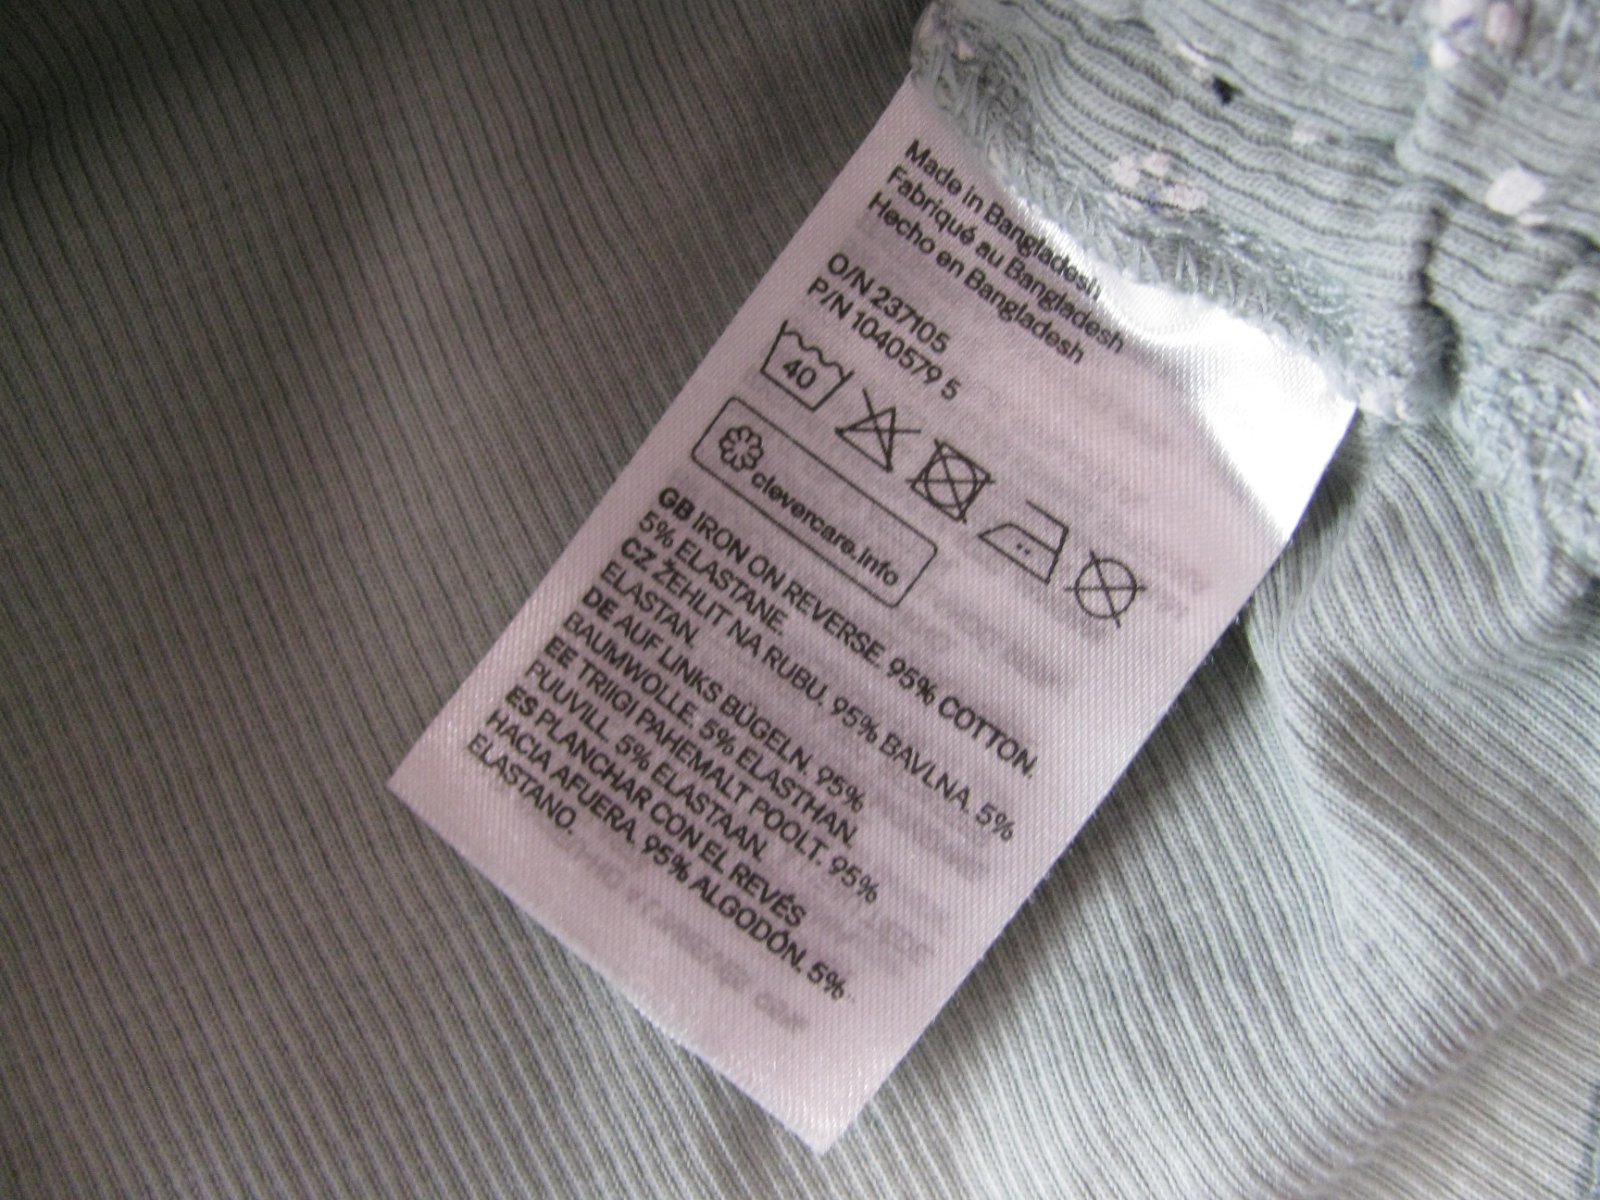 Made in Bangladesh
Fabriqué au Bangladesh
Hecho en Bangladesh
O/N 237105
P/N 1040579 5
40
clevercare.info
GB IRON ON REVERSE. 95% COTTON.
5% ELASTANE.
CZ ŽEHLIT NA RUBU. 95% BAVLNA. 5%
ELASTAN.
DE AUF LINKS BÜGELN. 95%
BAUMWOLLE. 5% ELASTHAN.
EE TRIIGI PAHEMALT POOLT. 95%
PUUVILL. 5% ELASTAAN.
ES PLANCHAR CON EL REVÉS
HACIA AFUERA. 95% ALGODÓN. 5%
ELASTANO.